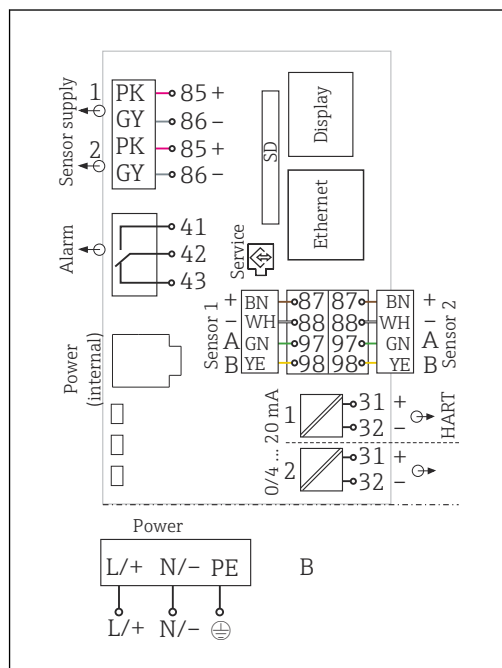 Sensor supply
1 PK 85 +
GY 86 −
2 PK 85 +
GY 86 −
Display
SD
Ethernet
Alarm
41
42
43
Service
Sensor 1
+ BN 87 87 BN +
− WH 88 88 WH −
A GN 97 97 GN A
B YE 98 98 YE B
Sensor 2
Power
(internal)
0/4 ... 20 mA
1 31 +
32 −
HART
2 31 +
32 −
Power
L/+ N/− PE
B
L/+ N/−